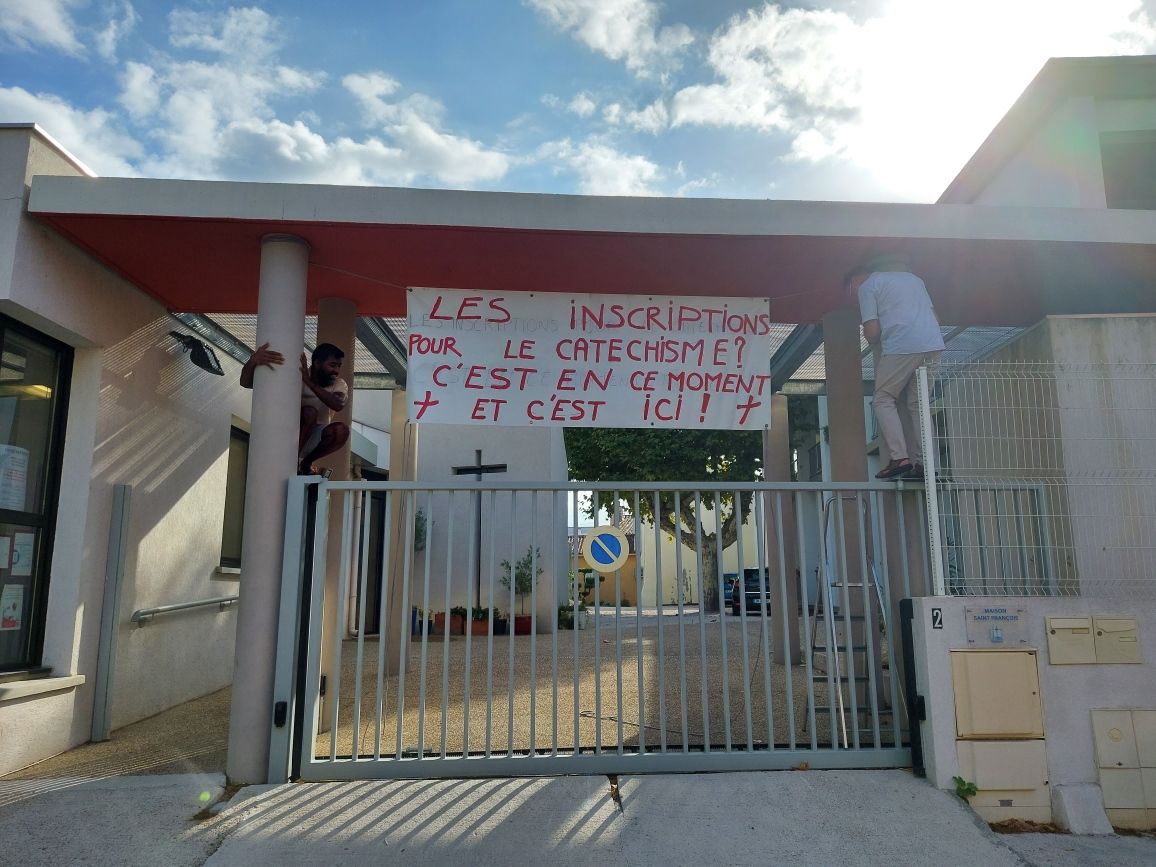 LES iNSCRiPTiONS
POUR LE CATECHiSME?
C'EST EN CE MOMENT
+ ET C'EST iCi! +
2
MAISON
SAINT FRANÇOIS